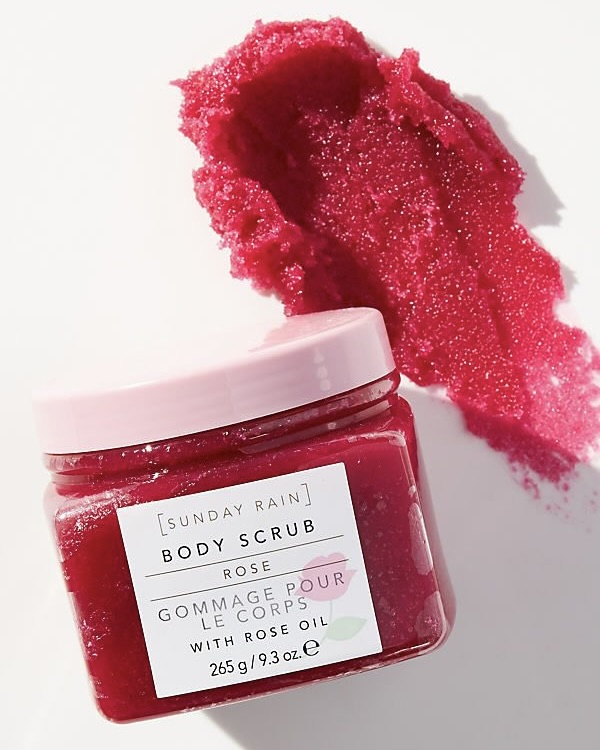 [SUNDAY RAIN]
BODY SCRUB
ROSE
GOMMAGE POUR
LE CORPS
WITH ROSE OIL
265 g / 9.3 oz. ℮